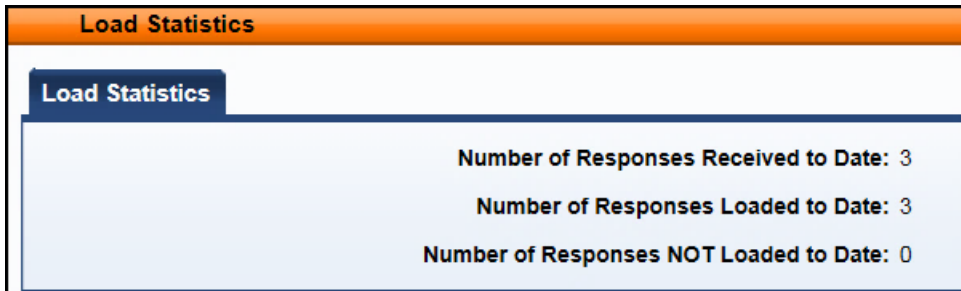 Load Statistics
Load Statistics
Number of Responses Received to Date: 3
Number of Responses Loaded to Date: 3
Number of Responses NOT Loaded to Date: 0